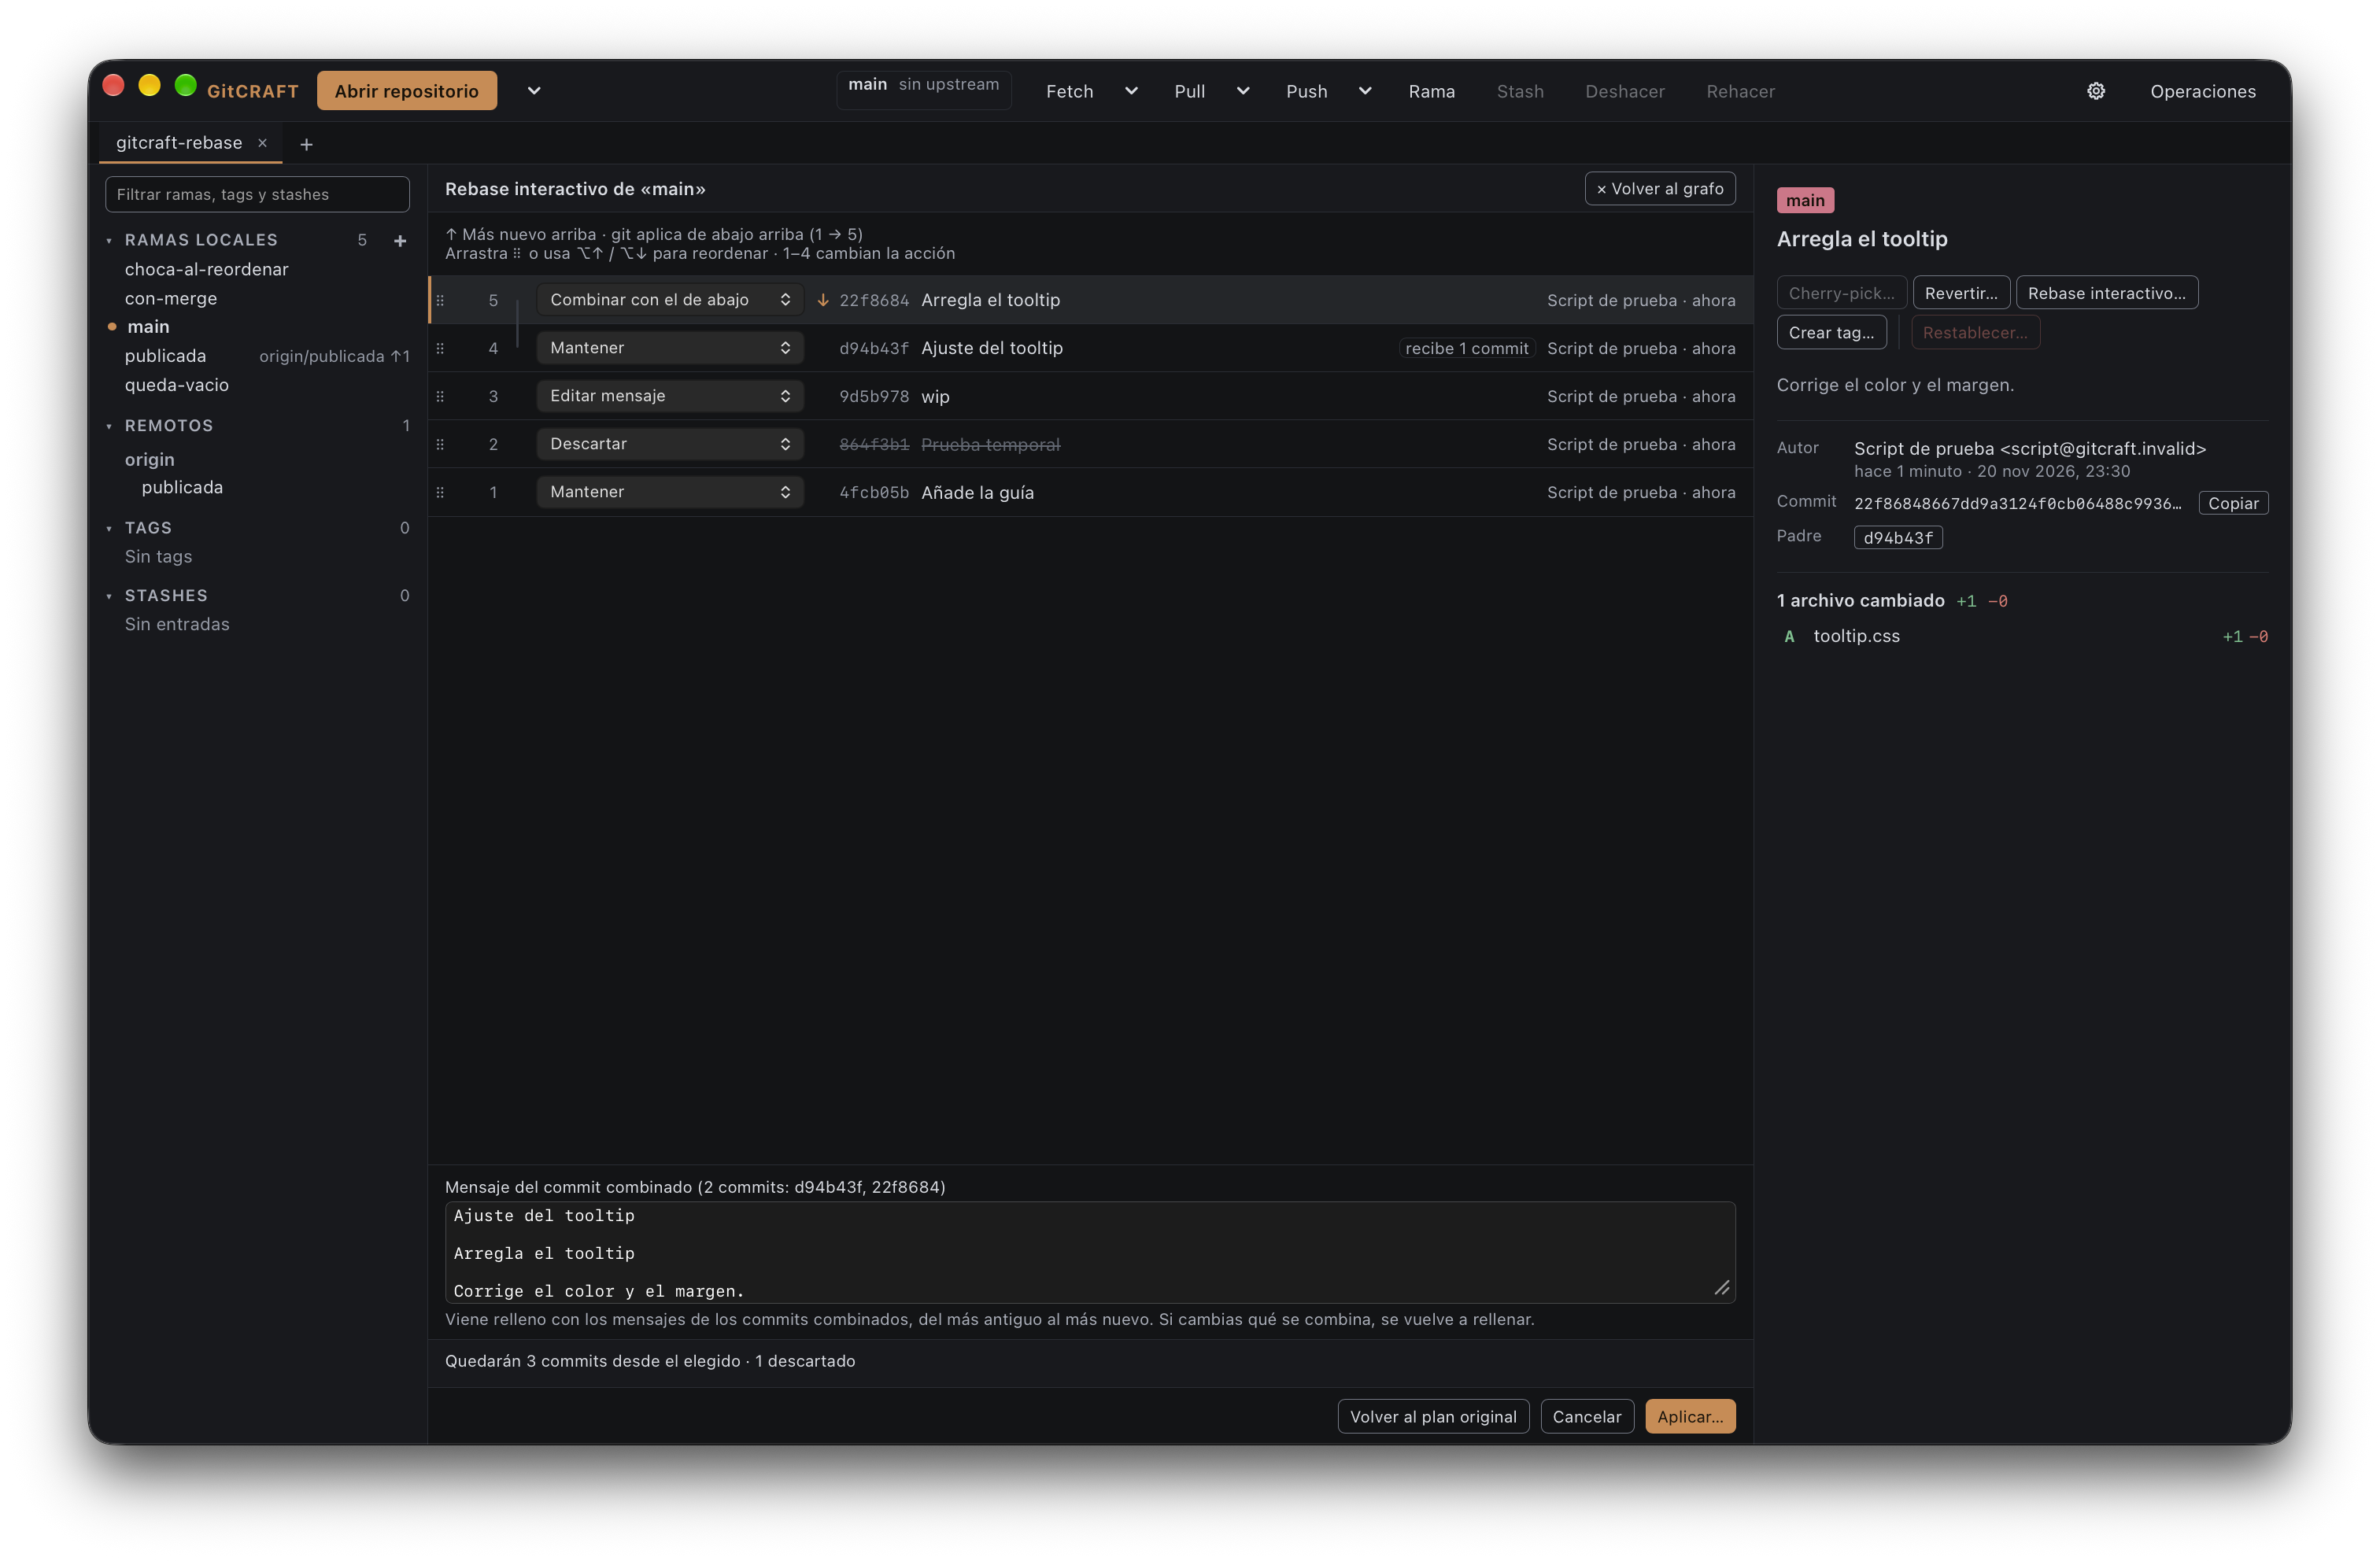 GitCRAFT Abrir repositorio main sin upstream Fetch Pull Push Rama Stash Deshacer Rehacer Operaciones
gitcraft-rebase × +
Filtrar ramas, tags y stashes
RAMAS LOCALES 5 +
choca-al-reordenar
con-merge
main
publicada origin/publicada ↑1
queda-vacio
REMOTOS 1
origin
publicada
TAGS 0
Sin tags
STASHES 0
Sin entradas
Rebase interactivo de «main» × Volver al grafo
↑ Más nuevo arriba · git aplica de abajo arriba (1 → 5)
Arrastra ⠿ o usa ⌥↑ / ⌥↓ para reordenar · 1–4 cambian la acción
5 Combinar con el de abajo ↓ 22f8684 Arregla el tooltip Script de prueba · ahora
4 Mantener d94b43f Ajuste del tooltip recibe 1 commit Script de prueba · ahora
3 Editar mensaje 9d5b978 wip Script de prueba · ahora
2 Descartar 864f3b1 Prueba temporal Script de prueba · ahora
1 Mantener 4fcb05b Añade la guía Script de prueba · ahora
Mensaje del commit combinado (2 commits: d94b43f, 22f8684)
Ajuste del tooltip
Arregla el tooltip
Corrige el color y el margen.
Viene relleno con los mensajes de los commits combinados, del más antiguo al más nuevo. Si cambias qué se combina, se vuelve a rellenar.
Quedarán 3 commits desde el elegido · 1 descartado
Volver al plan original Cancelar Aplicar...
main
Arregla el tooltip
Cherry-pick... Revertir... Rebase interactivo...
Crear tag... Restablecer...
Corrige el color y el margen.
Autor Script de prueba <script@gitcraft.invalid>
hace 1 minuto · 20 nov 2026, 23:30
Commit 22f86848667dd9a3124f0cb06488c9936… Copiar
Padre d94b43f
1 archivo cambiado +1 −0
A tooltip.css +1 −0